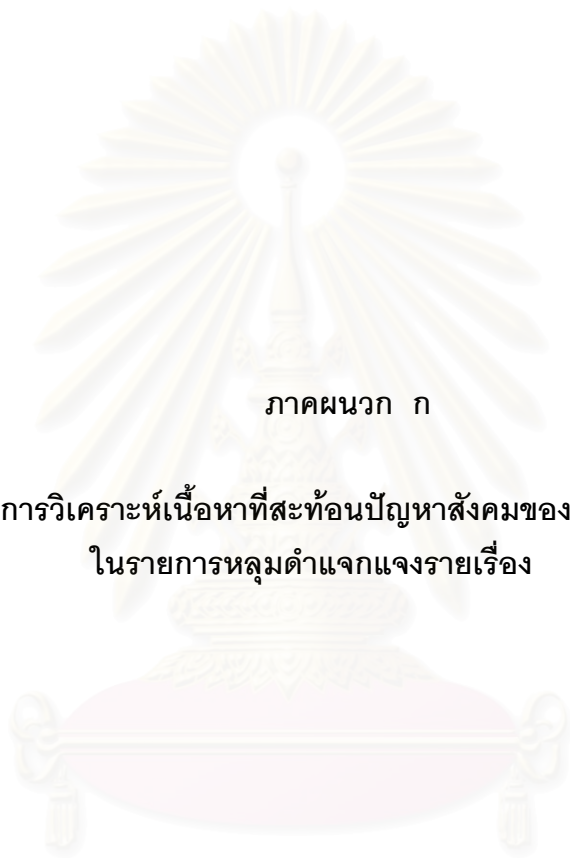 ภาคผนวก ก
การวิเคราะห์เนื้อหาที่สะท้อนปัญหาสังคมของ
ในรายการหลุมดำแจกแจงรายเรื่อง